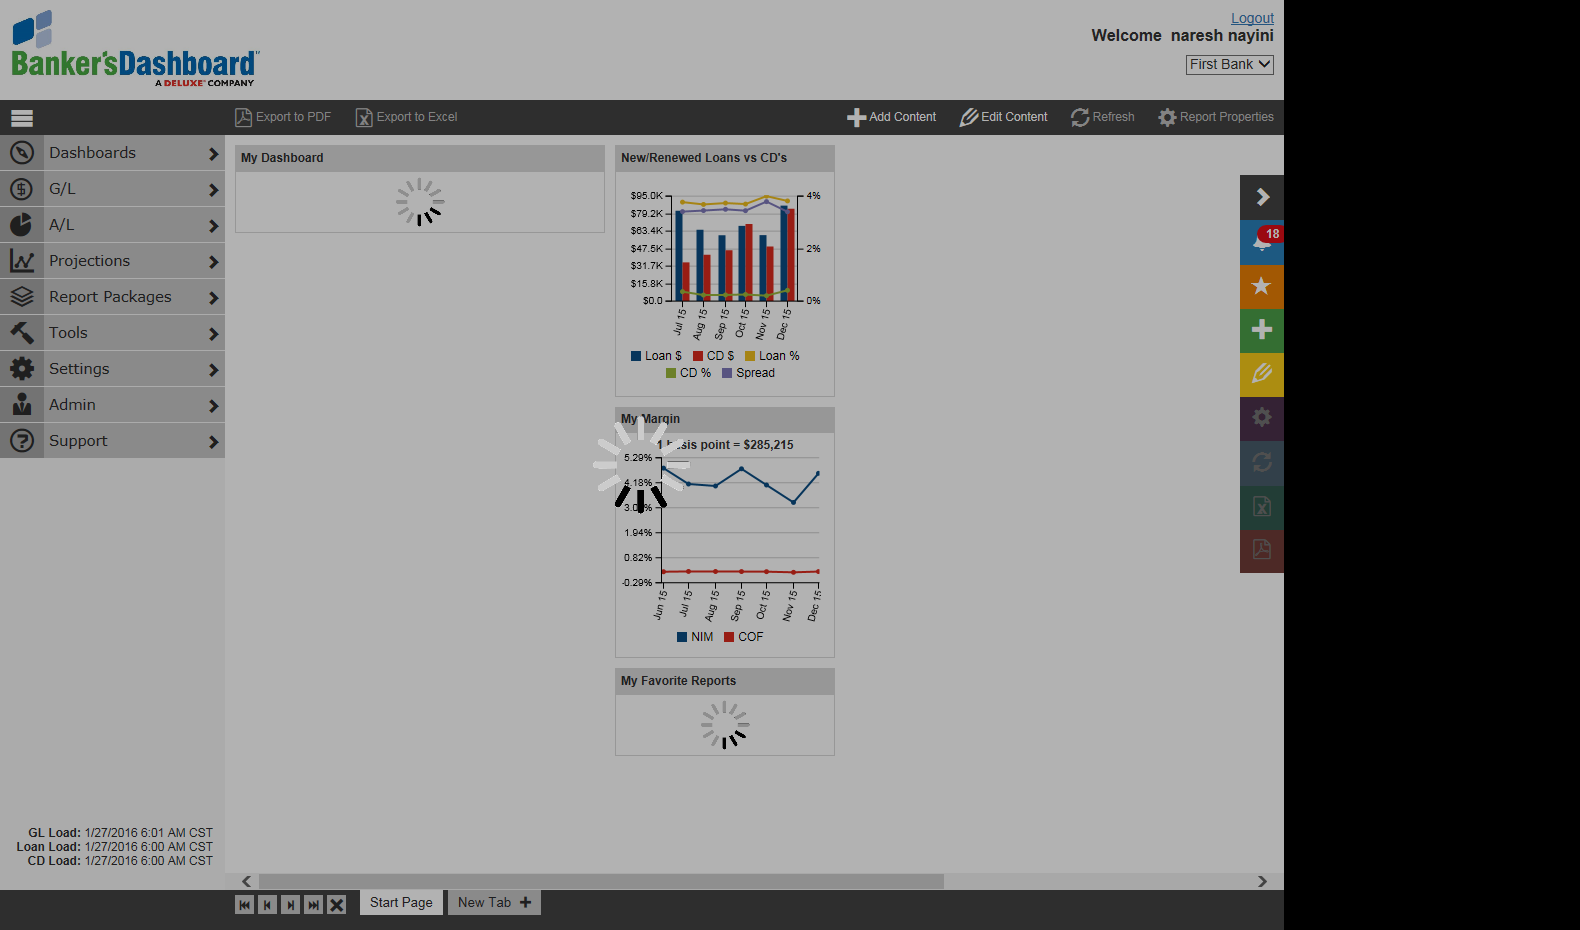 Logout
Welcome naresh nayini
First Bank
Banker'sDashboard
A DELUXE COMPANY
Export to PDF
Export to Excel
Add Content
Edit Content
Refresh
Report Properties
Dashboards
G/L
A/L
Projections
Report Packages
Tools
Settings
Admin
Support
GL Load: 1/27/2016 6:01 AM CST
Loan Load: 1/27/2016 6:00 AM CST
CD Load: 1/27/2016 6:00 AM CST
My Dashboard
New/Renewed Loans vs CD's
$95.0K
$79.2K
$63.4K
$47.5K
$31.7K
$15.8K
$0.0
4%
2%
0%
Jul 15
Aug 15
Sep 15
Oct 15
Nov 15
Dec 15
Loan $ CD $ Loan %
CD % Spread
My Margin
1 basis point = $285,215
5.29%
4.18%
1.94%
0.82%
-0.29%
Jun 15
Jul 15
Aug 15
Sep 15
Oct 15
Nov 15
Dec 15
NIM COF
My Favorite Reports
18
Start Page
New Tab